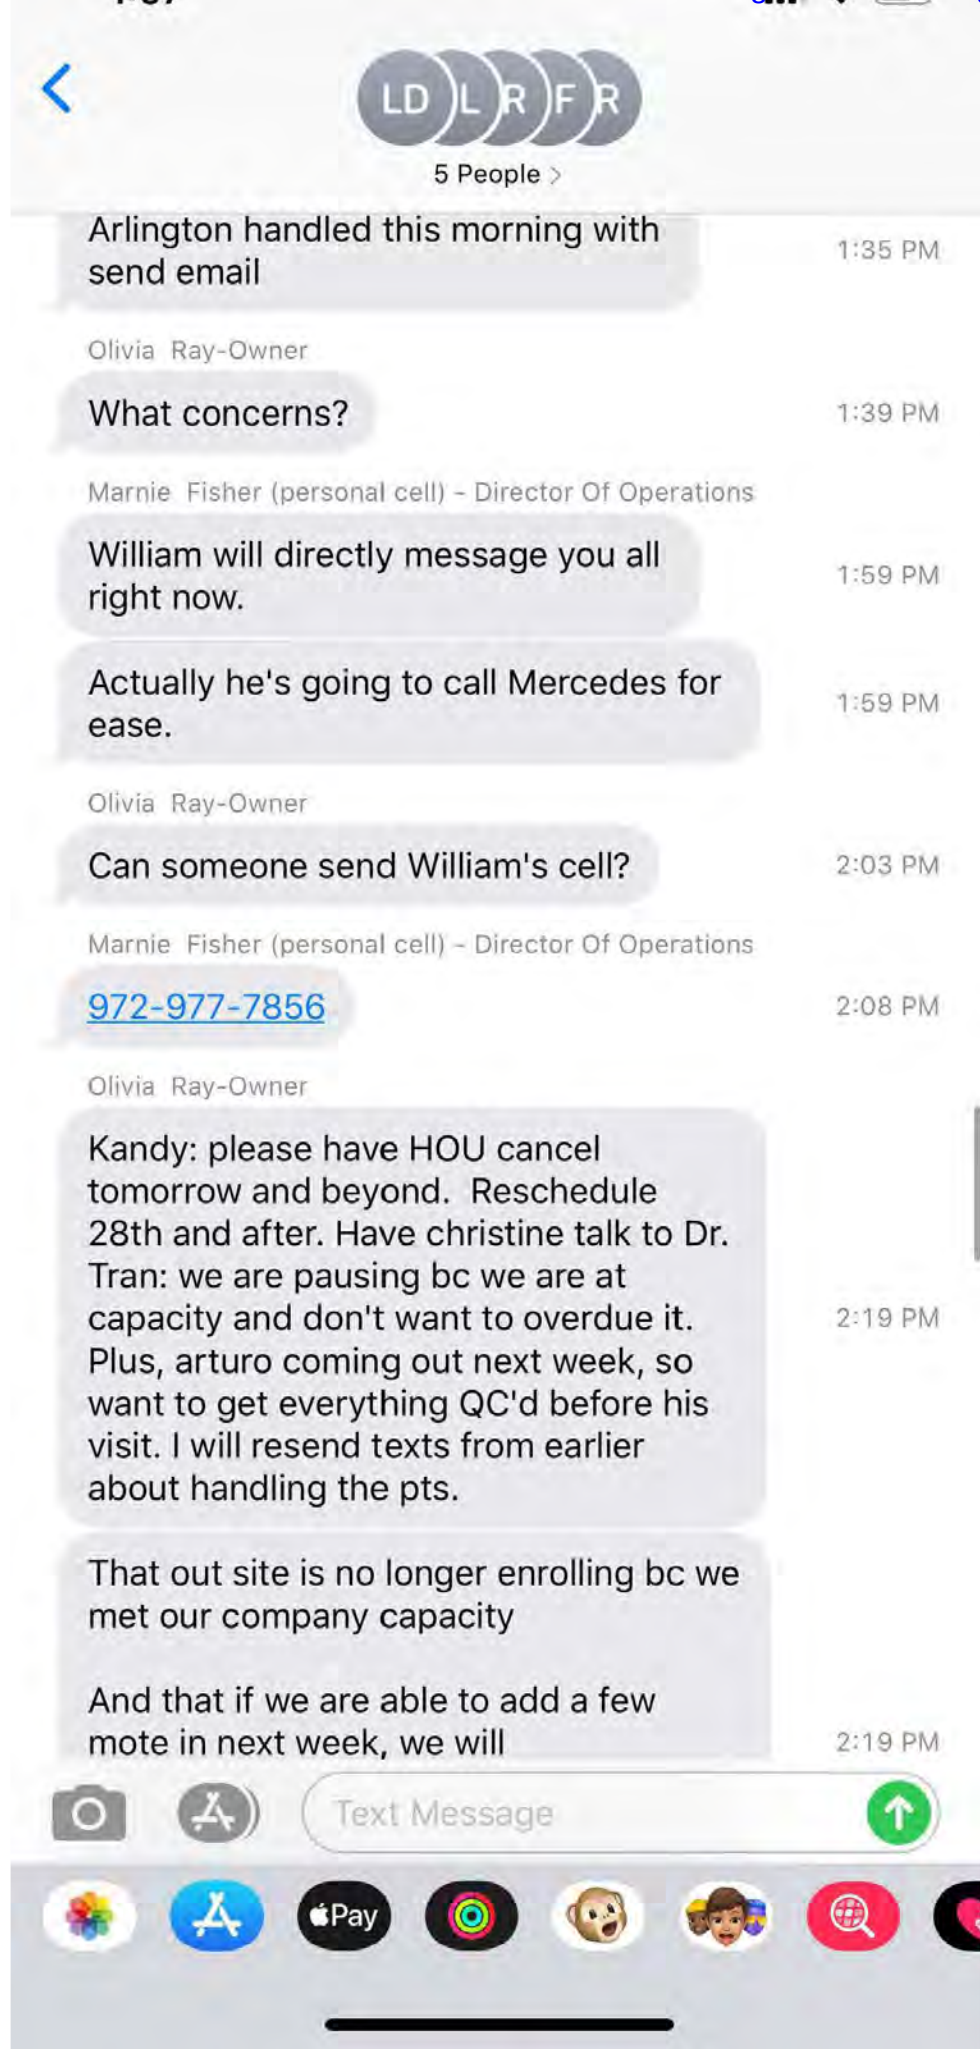 LD L R F R
5 People >
Arlington handled this morning with
send email
1:35 PM
Olivia Ray-Owner
What concerns?
1:39 PM
Marnie Fisher (personal cell) - Director Of Operations
William will directly message you all
right now.
1:59 PM
Actually he's going to call Mercedes for
ease.
1:59 PM
Olivia Ray-Owner
Can someone send William's cell?
2:03 PM
Marnie Fisher (personal cell) - Director Of Operations
972-977-7856
2:08 PM
Olivia Ray-Owner
Kandy: please have HOU cancel
tomorrow and beyond. Reschedule
28th and after. Have christine talk to Dr.
Tran: we are pausing bc we are at
capacity and don't want to overdue it.
Plus, arturo coming out next week, so
want to get everything QC'd before his
visit. I will resend texts from earlier
about handling the pts.
2:19 PM
That out site is no longer enrolling bc we
met our company capacity
And that if we are able to add a few
mote in next week, we will
2:19 PM
Text Message
Pay